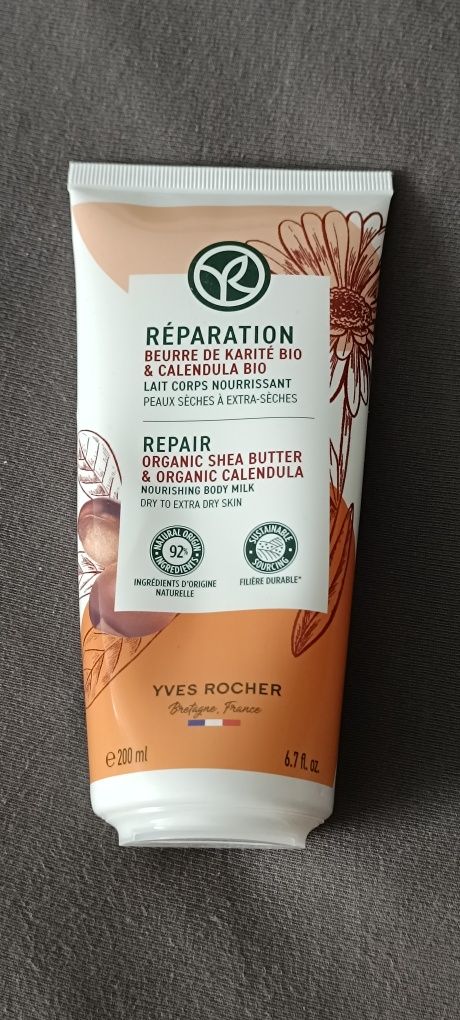 RÉPARATION
BEURRE DE KARITÉ BIO
& CALENDULA BIO
LAIT CORPS NOURRISSANT
PEAUX SÈCHES À EXTRA-SÈCHES
REPAIR
ORGANIC SHEA BUTTER
& ORGANIC CALENDULA
NOURISHING BODY MILK
DRY TO EXTRA DRY SKIN
NATURAL ORIGIN
92%
INGREDIENTS
INGRÉDIENTS D'ORIGINE
NATURELLE
SUSTAINABLE
SOURCING
FILIÈRE DURABLE*
YVES ROCHER
Bretagne, France
e 200 ml
6.7 fl. oz.